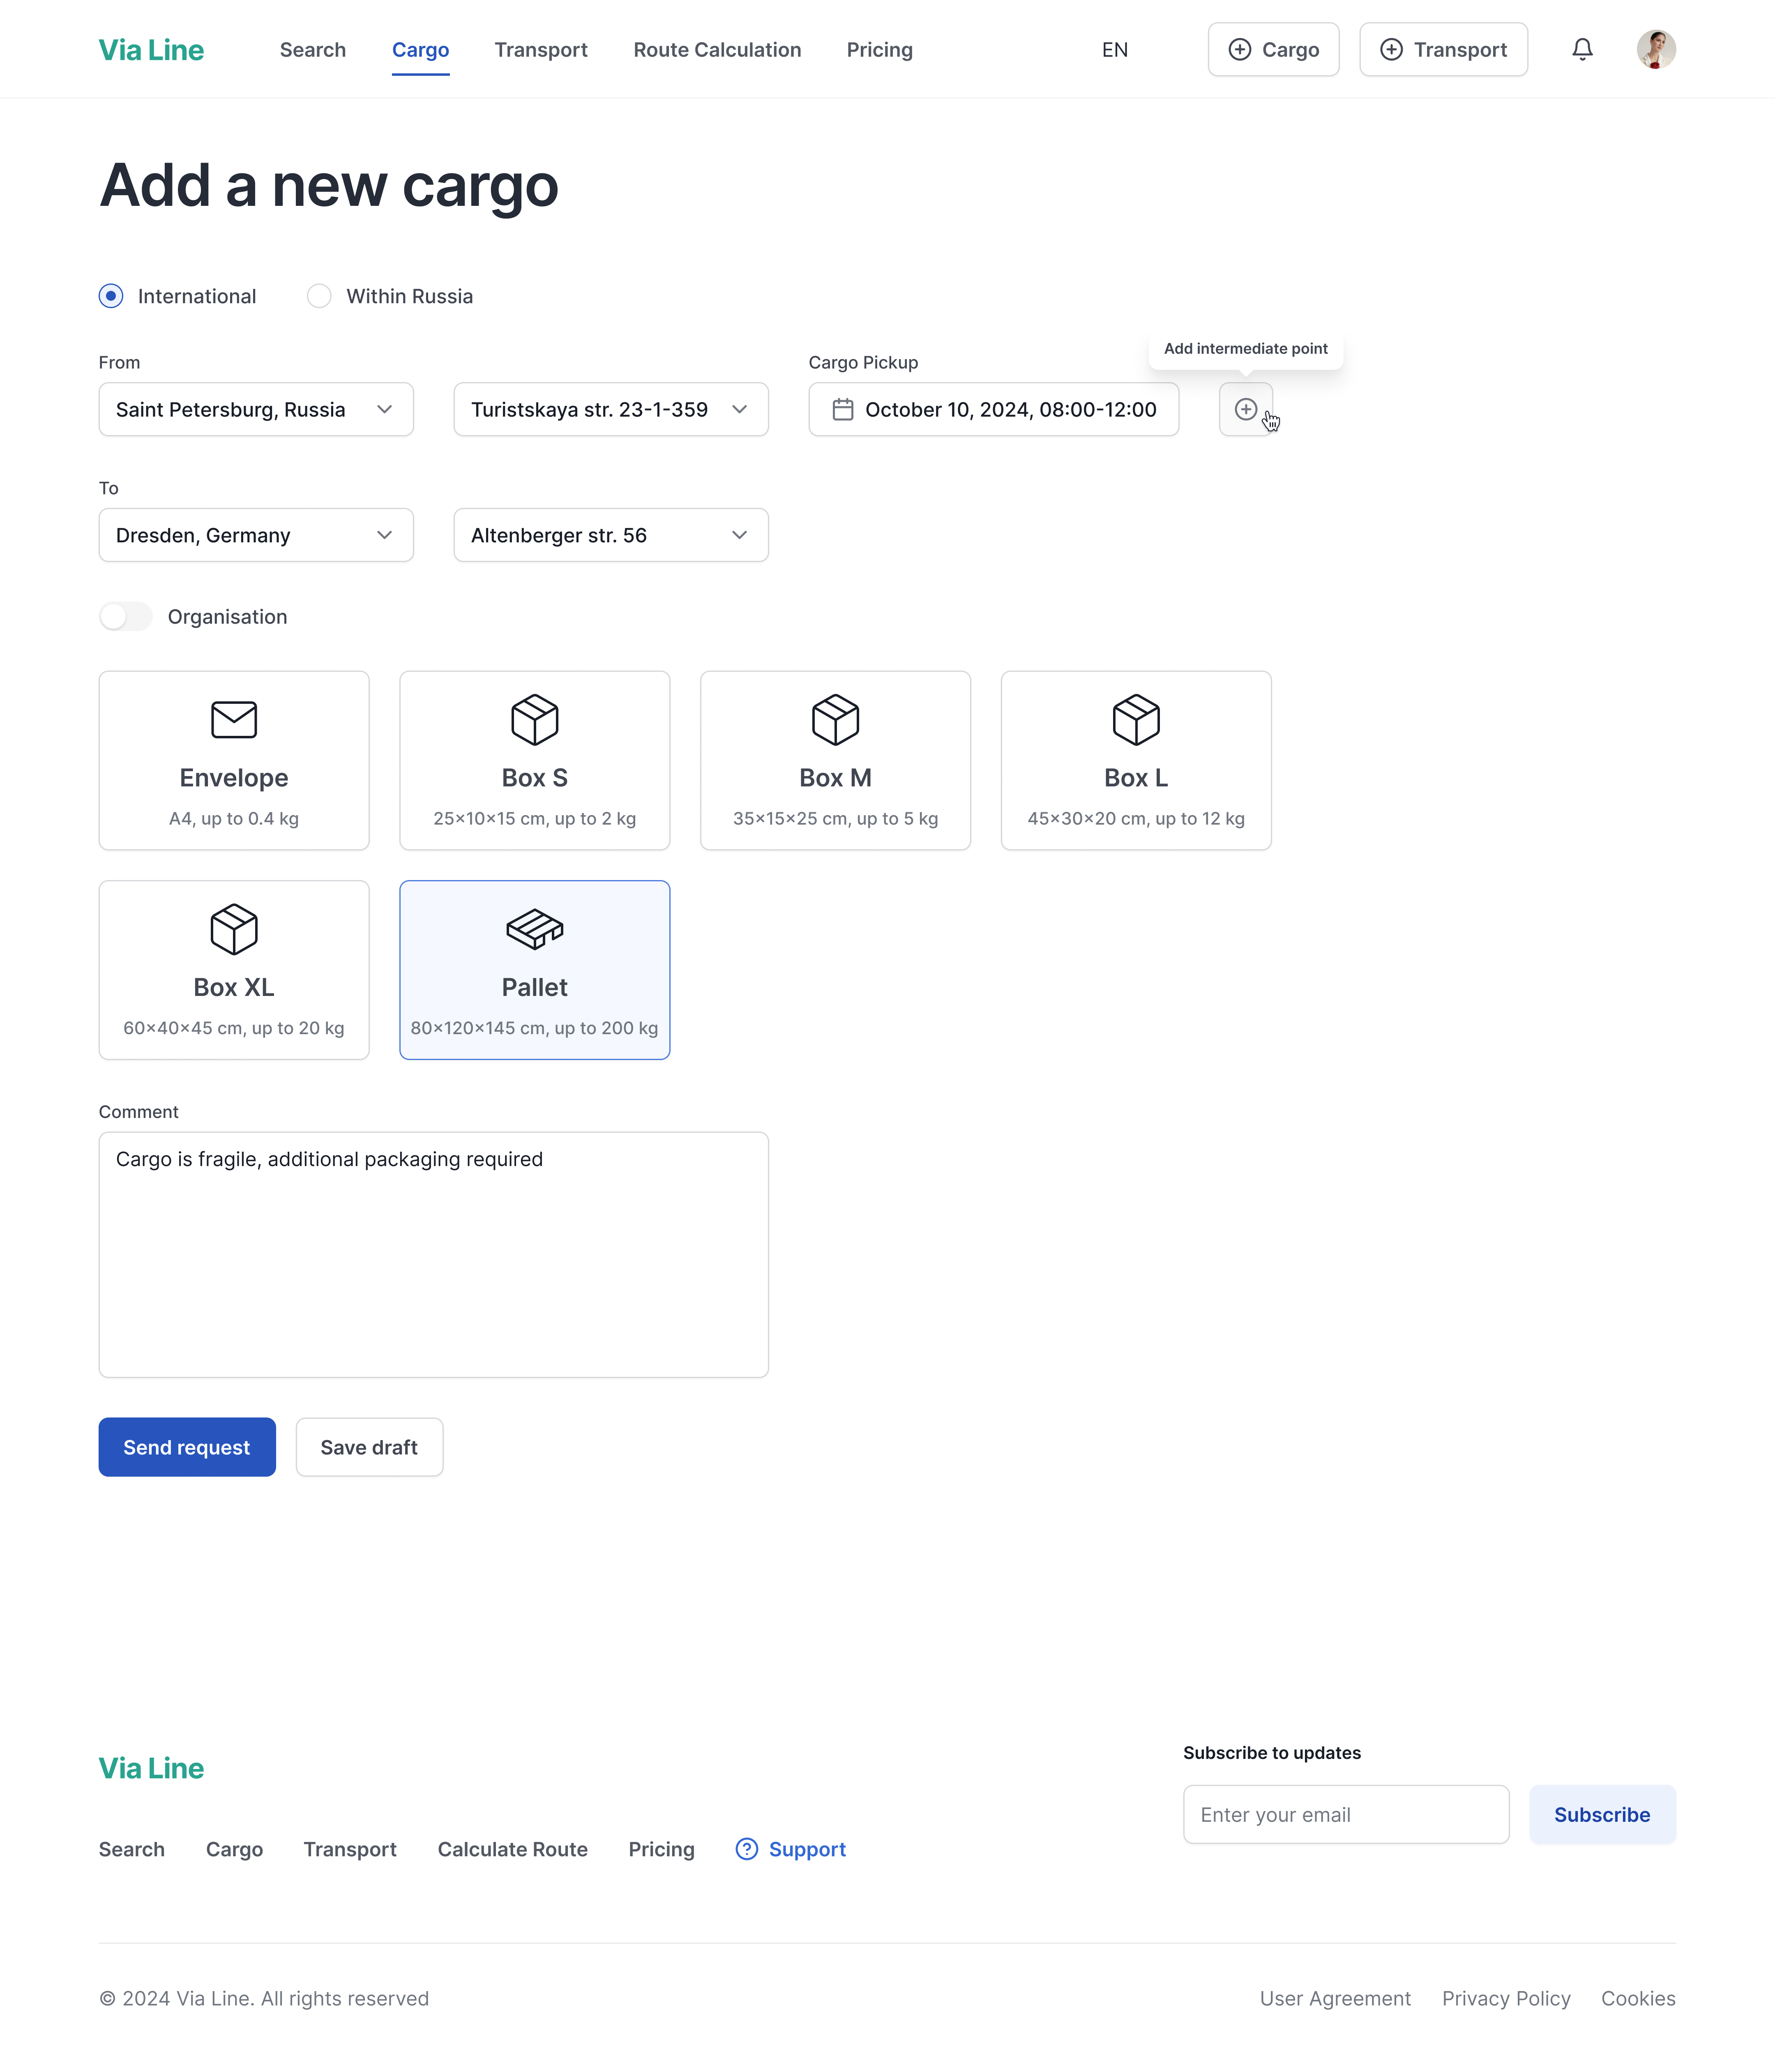 Via Line
Search
Cargo
Transport
Route Calculation
Pricing
EN
Cargo
Transport
Add a new cargo
International
Within Russia
From
Cargo Pickup
Add intermediate point
Saint Petersburg, Russia
Turistskaya str. 23-1-359
October 10, 2024, 08:00-12:00
To
Dresden, Germany
Altenberger str. 56
Organisation
Envelope
A4, up to 0.4 kg
Box S
25×10×15 cm, up to 2 kg
Box M
35×15×25 cm, up to 5 kg
Box L
45×30×20 cm, up to 12 kg
Box XL
60×40×45 cm, up to 20 kg
Pallet
80×120×145 cm, up to 200 kg
Comment
Cargo is fragile, additional packaging required
Send request
Save draft
Via Line
Subscribe to updates
Enter your email
Subscribe
Search
Cargo
Transport
Calculate Route
Pricing
Support
© 2024 Via Line. All rights reserved
User Agreement
Privacy Policy
Cookies